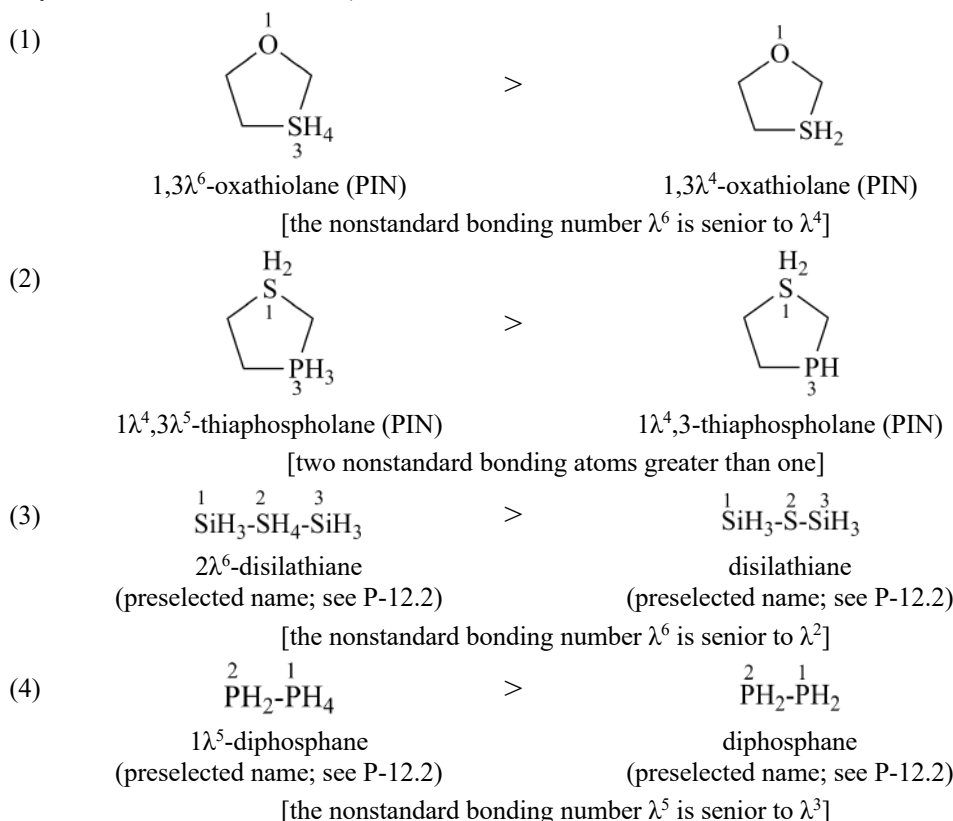 (1)
1
O
SH₄
3
>
1
O
SH₂
1,3λ⁶-oxathiolane (PIN) 1,3λ⁴-oxathiolane (PIN)
[the nonstandard bonding number λ⁶ is senior to λ⁴]
(2)
H₂
S
1
PH₃
3
>
H₂
S
1
PH
3
1λ⁴,3λ⁵-thiaphospholane (PIN) 1λ⁴,3-thiaphospholane (PIN)
[two nonstandard bonding atoms greater than one]
1 2 3 1 2 3
(3) SiH₃-SH₄-SiH₃ > SiH₃-S-SiH₃
2λ⁶-disilathiane disilathiane
(preselected name; see P-12.2) (preselected name; see P-12.2)
[the nonstandard bonding number λ⁶ is senior to λ²]
2 1 2 1
(4) PH₂-PH₄ > PH₂-PH₂
1λ⁵-diphosphane diphosphane
(preselected name; see P-12.2) (preselected name; see P-12.2)
[the nonstandard bonding number λ⁵ is senior to λ³]